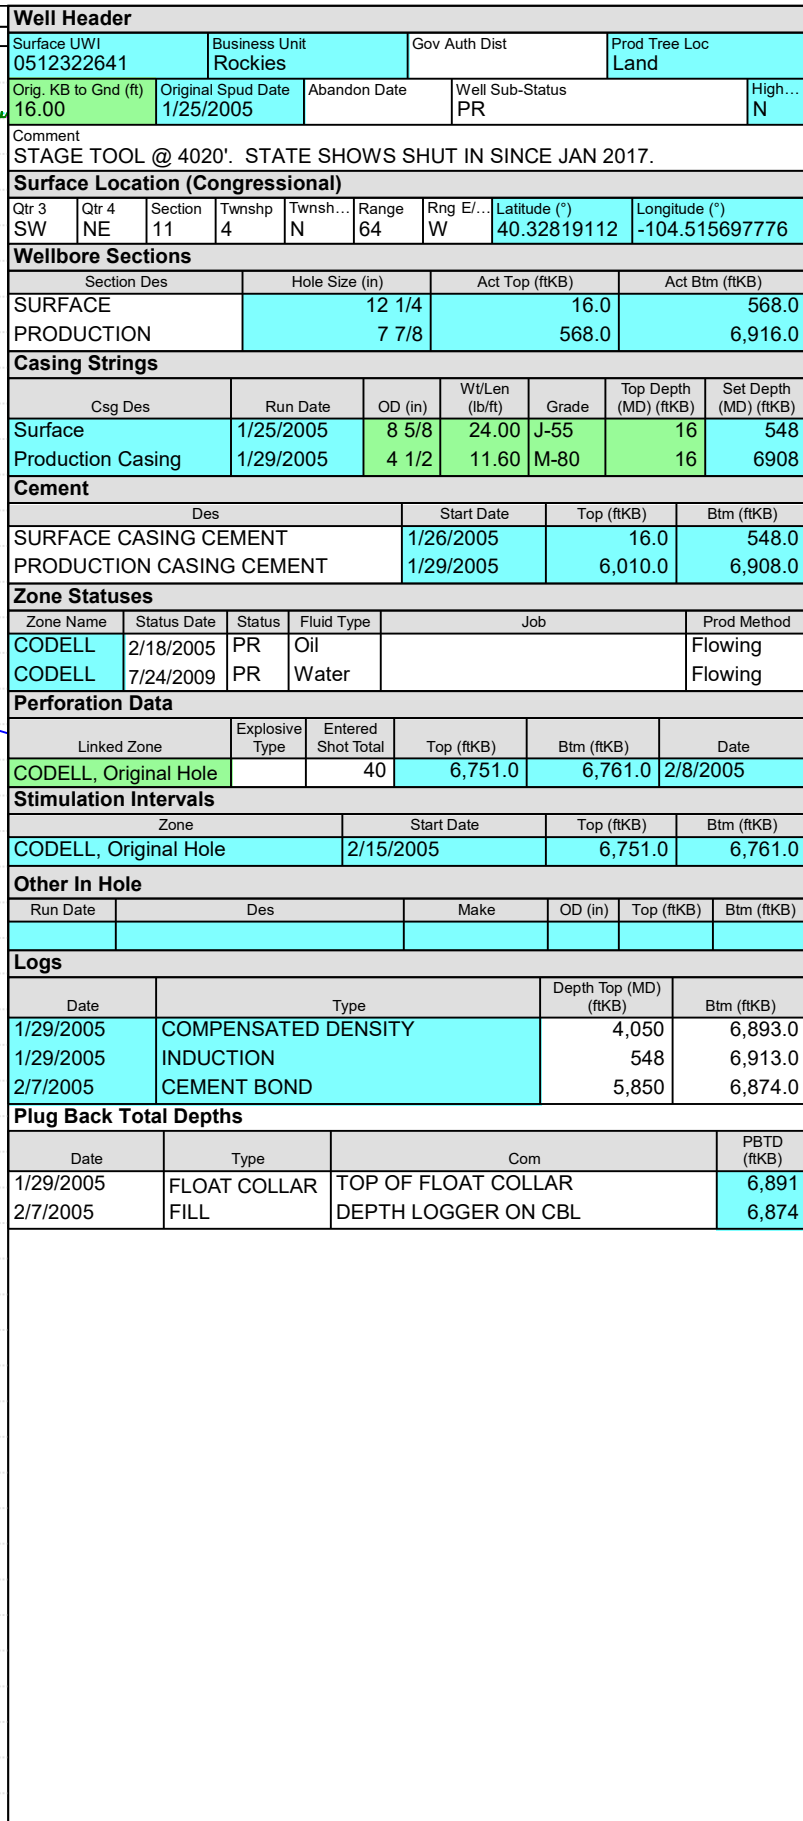 Well Header
Surface UWI Business Unit Gov Auth Dist Prod Tree Loc
0512322641 Rockies Land
Orig. KB to Gnd (ft) Original Spud Date Abandon Date Well Sub-Status High...
16.00 1/25/2005 PR N
Comment
STAGE TOOL @ 4020'. STATE SHOWS SHUT IN SINCE JAN 2017.
Surface Location (Congressional)
Qtr 3 Qtr 4 Section Twnshp Twnsh... Range Rng E/... Latitude (°) Longitude (°)
SW NE 11 4 N 64 W 40.32819112 -104.515697776
Wellbore Sections
Section Des Hole Size (in) Act Top (ftKB) Act Btm (ftKB)
SURFACE 12 1/4 16.0 568.0
PRODUCTION 7 7/8 568.0 6,916.0
Casing Strings
Csg Des Run Date OD (in) Wt/Len (lb/ft) Grade Top Depth (MD) (ftKB) Set Depth (MD) (ftKB)
Surface 1/25/2005 8 5/8 24.00 J-55 16 548
Production Casing 1/29/2005 4 1/2 11.60 M-80 16 6908
Cement
Des Start Date Top (ftKB) Btm (ftKB)
SURFACE CASING CEMENT 1/26/2005 16.0 548.0
PRODUCTION CASING CEMENT 1/29/2005 6,010.0 6,908.0
Zone Statuses
Zone Name Status Date Status Fluid Type Job Prod Method
CODELL 2/18/2005 PR Oil Flowing
CODELL 7/24/2009 PR Water Flowing
Perforation Data
Linked Zone Explosive Type Entered Shot Total Top (ftKB) Btm (ftKB) Date
CODELL, Original Hole 40 6,751.0 6,761.0 2/8/2005
Stimulation Intervals
Zone Start Date Top (ftKB) Btm (ftKB)
CODELL, Original Hole 2/15/2005 6,751.0 6,761.0
Other In Hole
Run Date Des Make OD (in) Top (ftKB) Btm (ftKB)
Logs
Date Type Depth Top (MD) (ftKB) Btm (ftKB)
1/29/2005 COMPENSATED DENSITY 4,050 6,893.0
1/29/2005 INDUCTION 548 6,913.0
2/7/2005 CEMENT BOND 5,850 6,874.0
Plug Back Total Depths
Date Type Com PBTD (ftKB)
1/29/2005 FLOAT COLLAR TOP OF FLOAT COLLAR 6,891
2/7/2005 FILL DEPTH LOGGER ON CBL 6,874